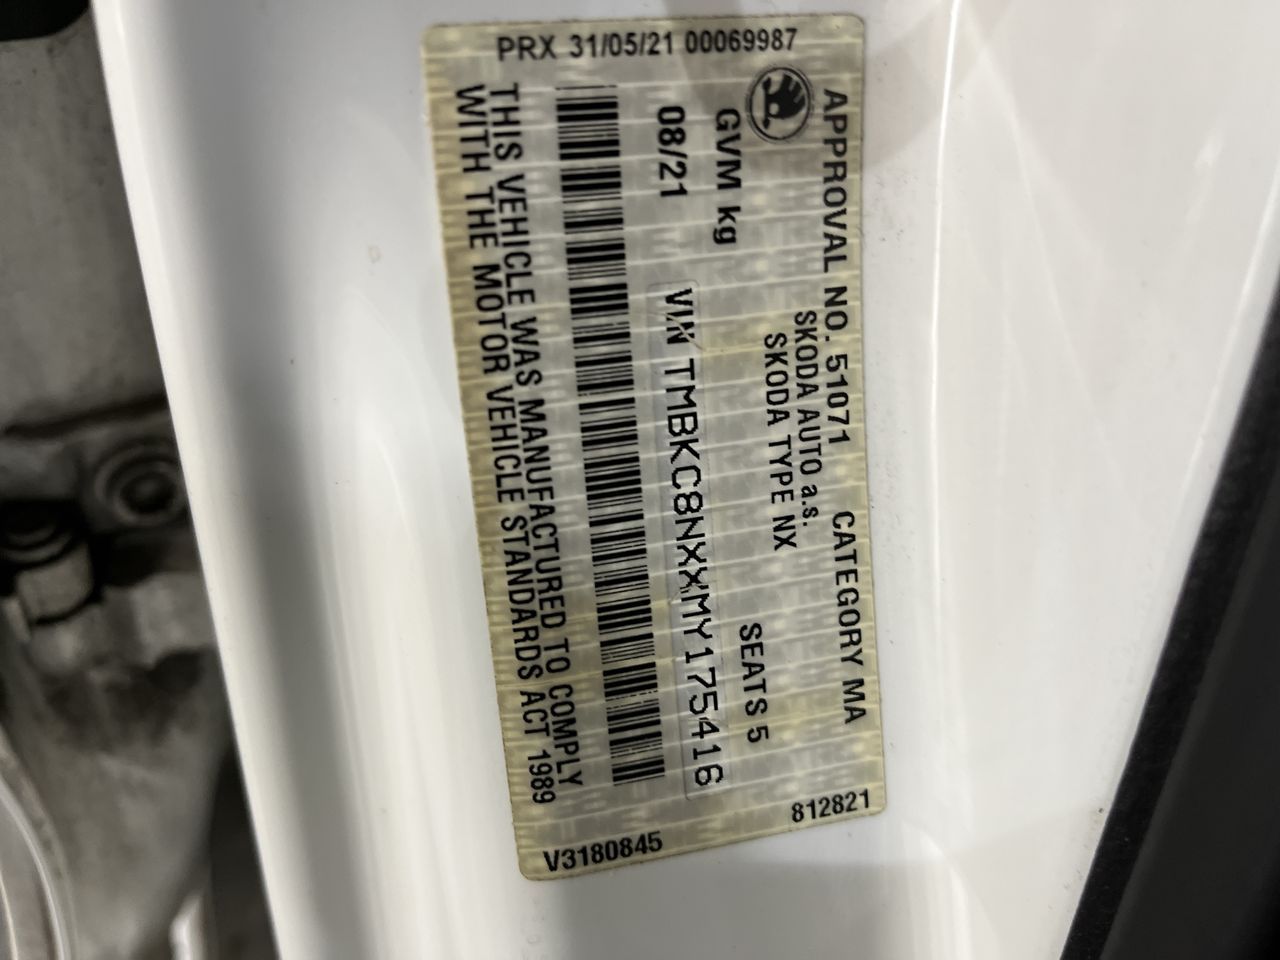 PRX 31/05/21 00069987
APPROVAL NO. 51071 CATEGORY MA
SKODA AUTO a.s.
SKODA TYPE NX
GVM kg SEATS 5
08/21 VIN TMBKC8NXXMY175416
THIS VEHICLE WAS MANUFACTURED TO COMPLY
WITH THE MOTOR VEHICLE STANDARDS ACT 1989
812821
V3180845